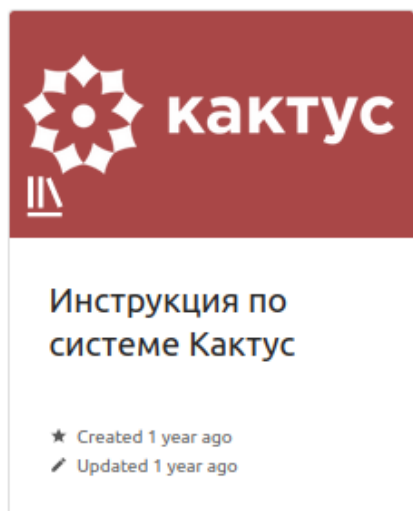 кактус
Инструкция по
системе Кактус
Created 1 year ago
Updated 1 year ago